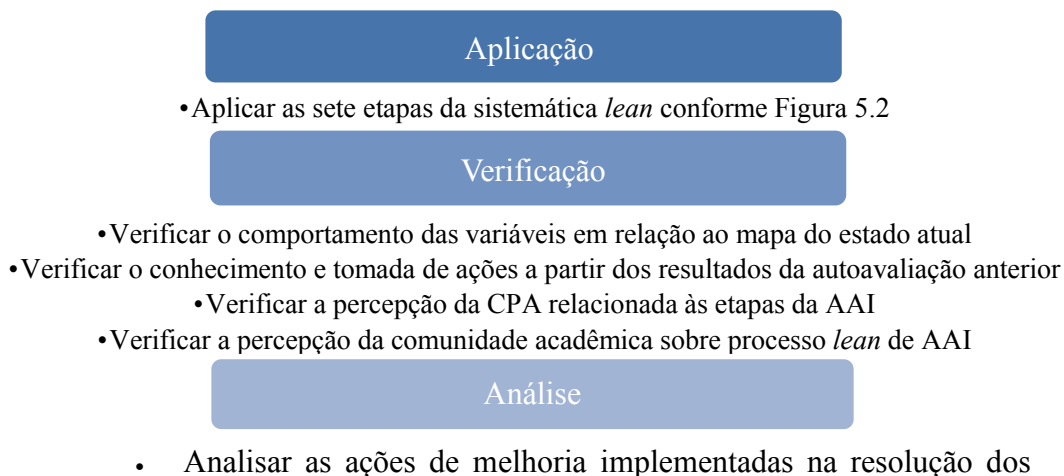 Aplicação
•Aplicar as sete etapas da sistemática lean conforme Figura 5.2
Verificação
•Verificar o comportamento das variáveis em relação ao mapa do estado atual
•Verificar o conhecimento e tomada de ações a partir dos resultados da autoavaliação anterior
•Verificar a percepção da CPA relacionada às etapas da AAI
•Verificar a percepção da comunidade acadêmica sobre processo lean de AAI
Análise
• Analisar as ações de melhoria implementadas na resolução dos